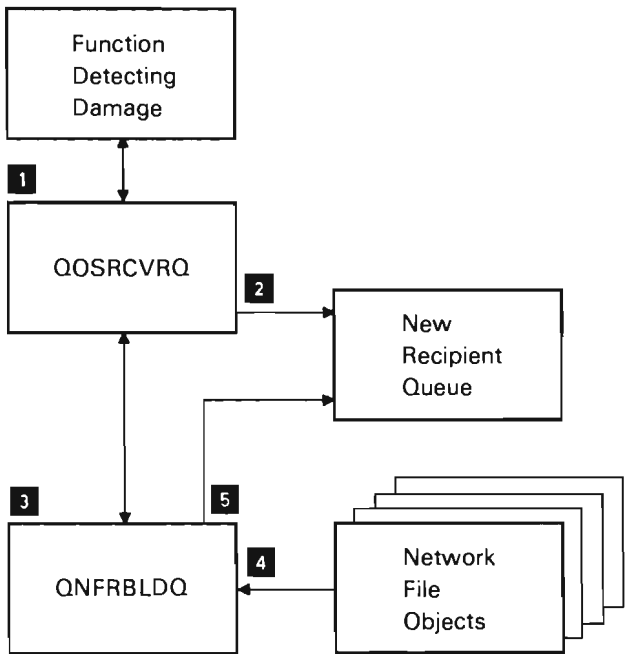 Function
Detecting
Damage
1
QOSRCVRQ
2
New
Recipient
Queue
3
5
QNFRBLDQ
4
Network
File
Objects